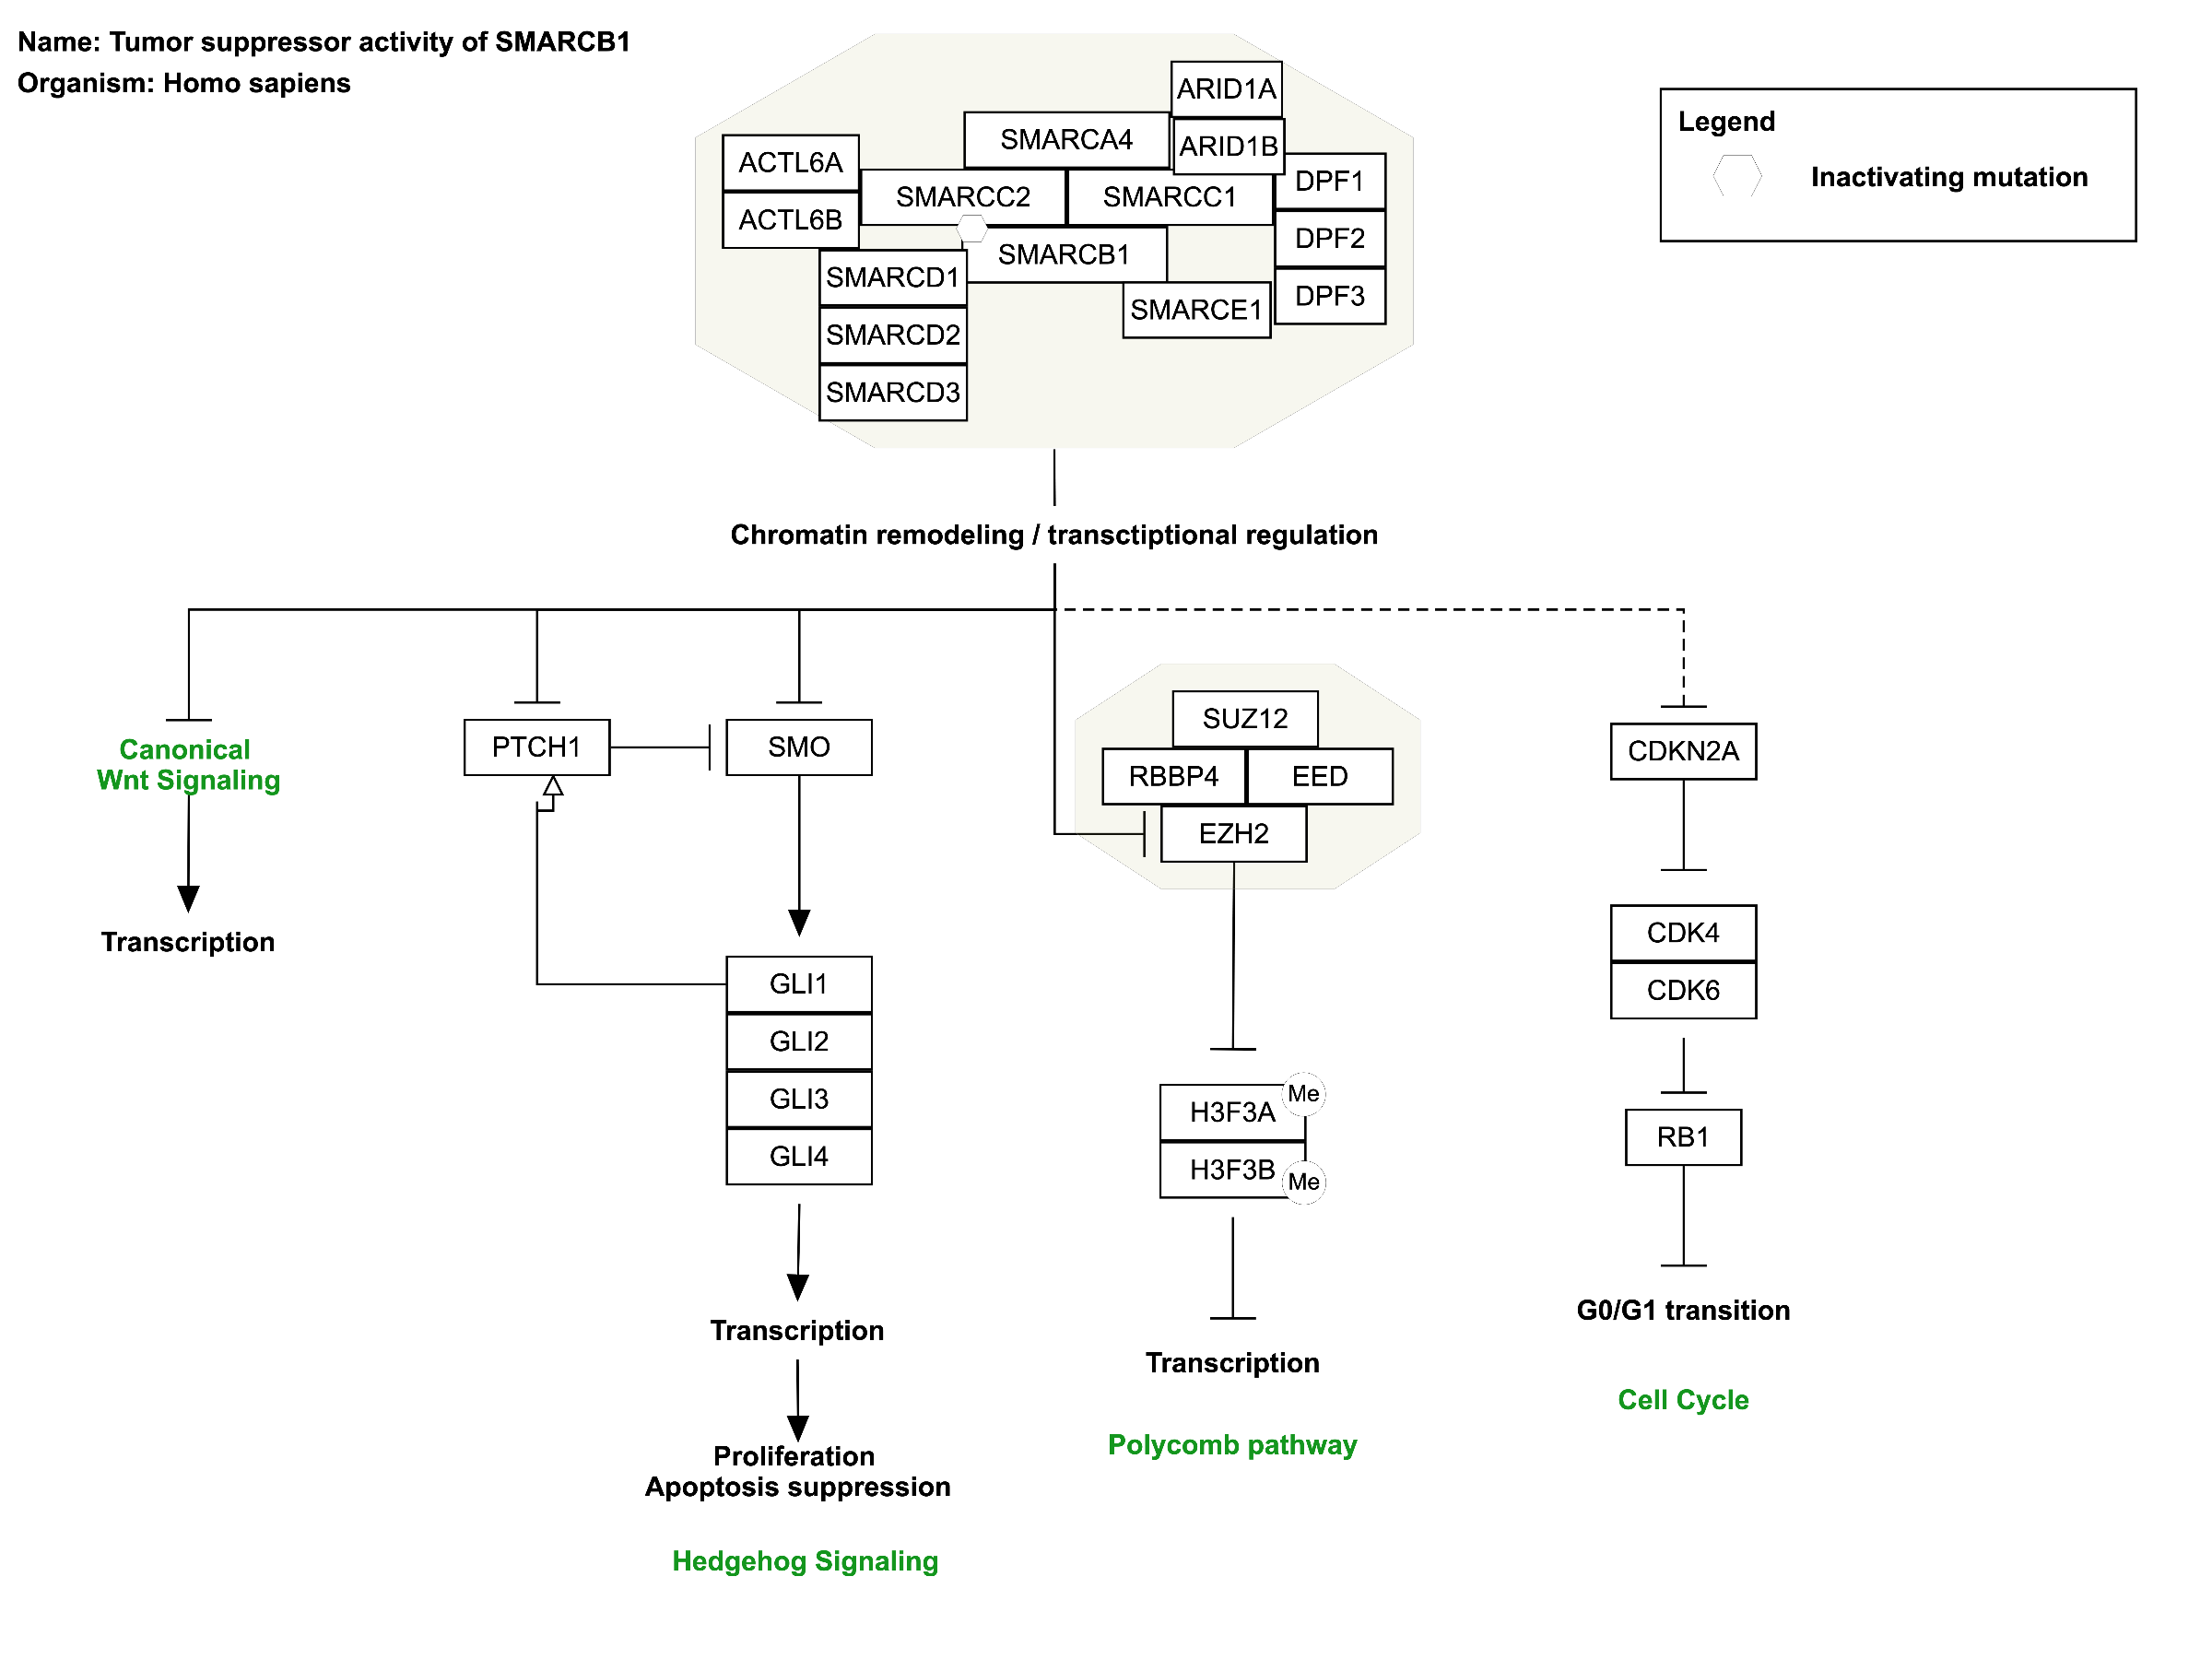 Name: Tumor suppressor activity of SMARCB1
Organism: Homo sapiens
ARID1A
SMARCA4
ARID1B
ACTL6A
ACTL6B
SMARCC2
SMARCC1
DPF1
DPF2
DPF3
SMARCB1
SMARCD1
SMARCD2
SMARCD3
SMARCE1
Legend
Inactivating mutation
Chromatin remodeling / transctiptional regulation
Canonical
Wnt Signaling
Transcription
PTCH1
SMO
GLI1
GLI2
GLI3
GLI4
Transcription
Proliferation
Apoptosis suppression
Hedgehog Signaling
SUZ12
RBBP4
EED
EZH2
H3F3A
Me
H3F3B
Me
Transcription
Polycomb pathway
CDKN2A
CDK4
CDK6
RB1
G0/G1 transition
Cell Cycle